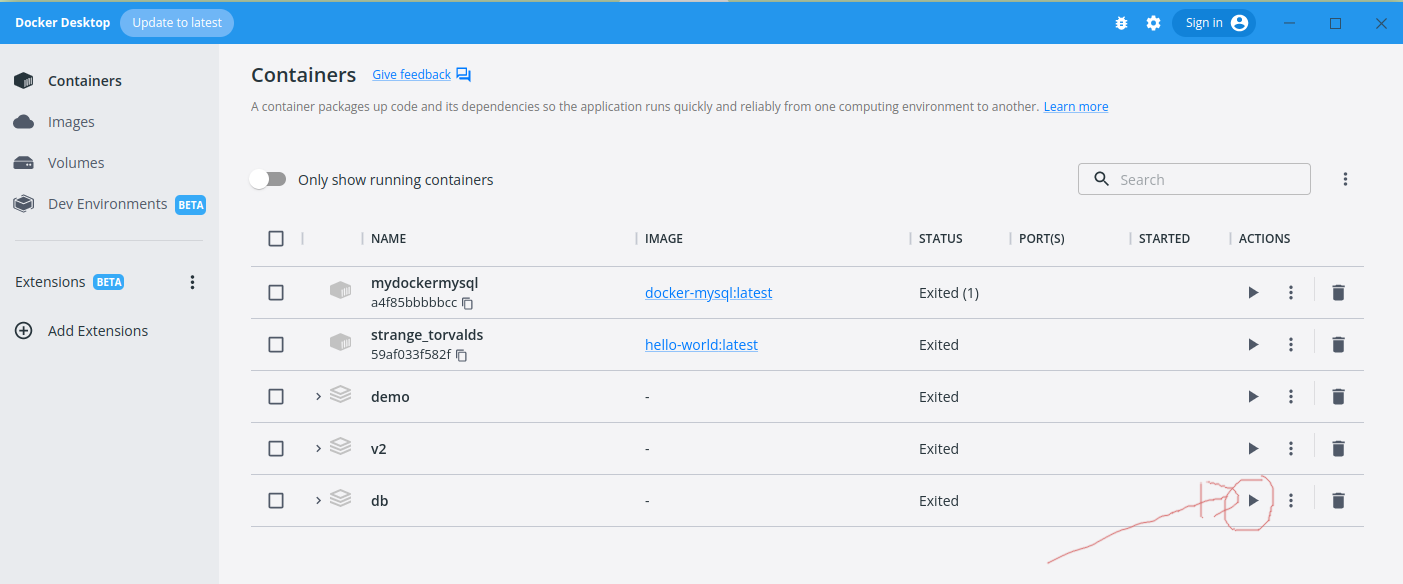 Docker Desktop Update to latest Sign in
Containers
Images
Volumes
Dev Environments BETA
Extensions BETA
Add Extensions
Containers Give feedback
A container packages up code and its dependencies so the application runs quickly and reliably from one computing environment to another. Learn more
Only show running containers Search
NAME IMAGE STATUS PORT(S) STARTED ACTIONS
mydockermysql
a4f85bbbbbcc docker-mysql:latest Exited (1)
strange_torvalds
59af033f582f hello-world:latest Exited
demo - Exited
v2 - Exited
db - Exited